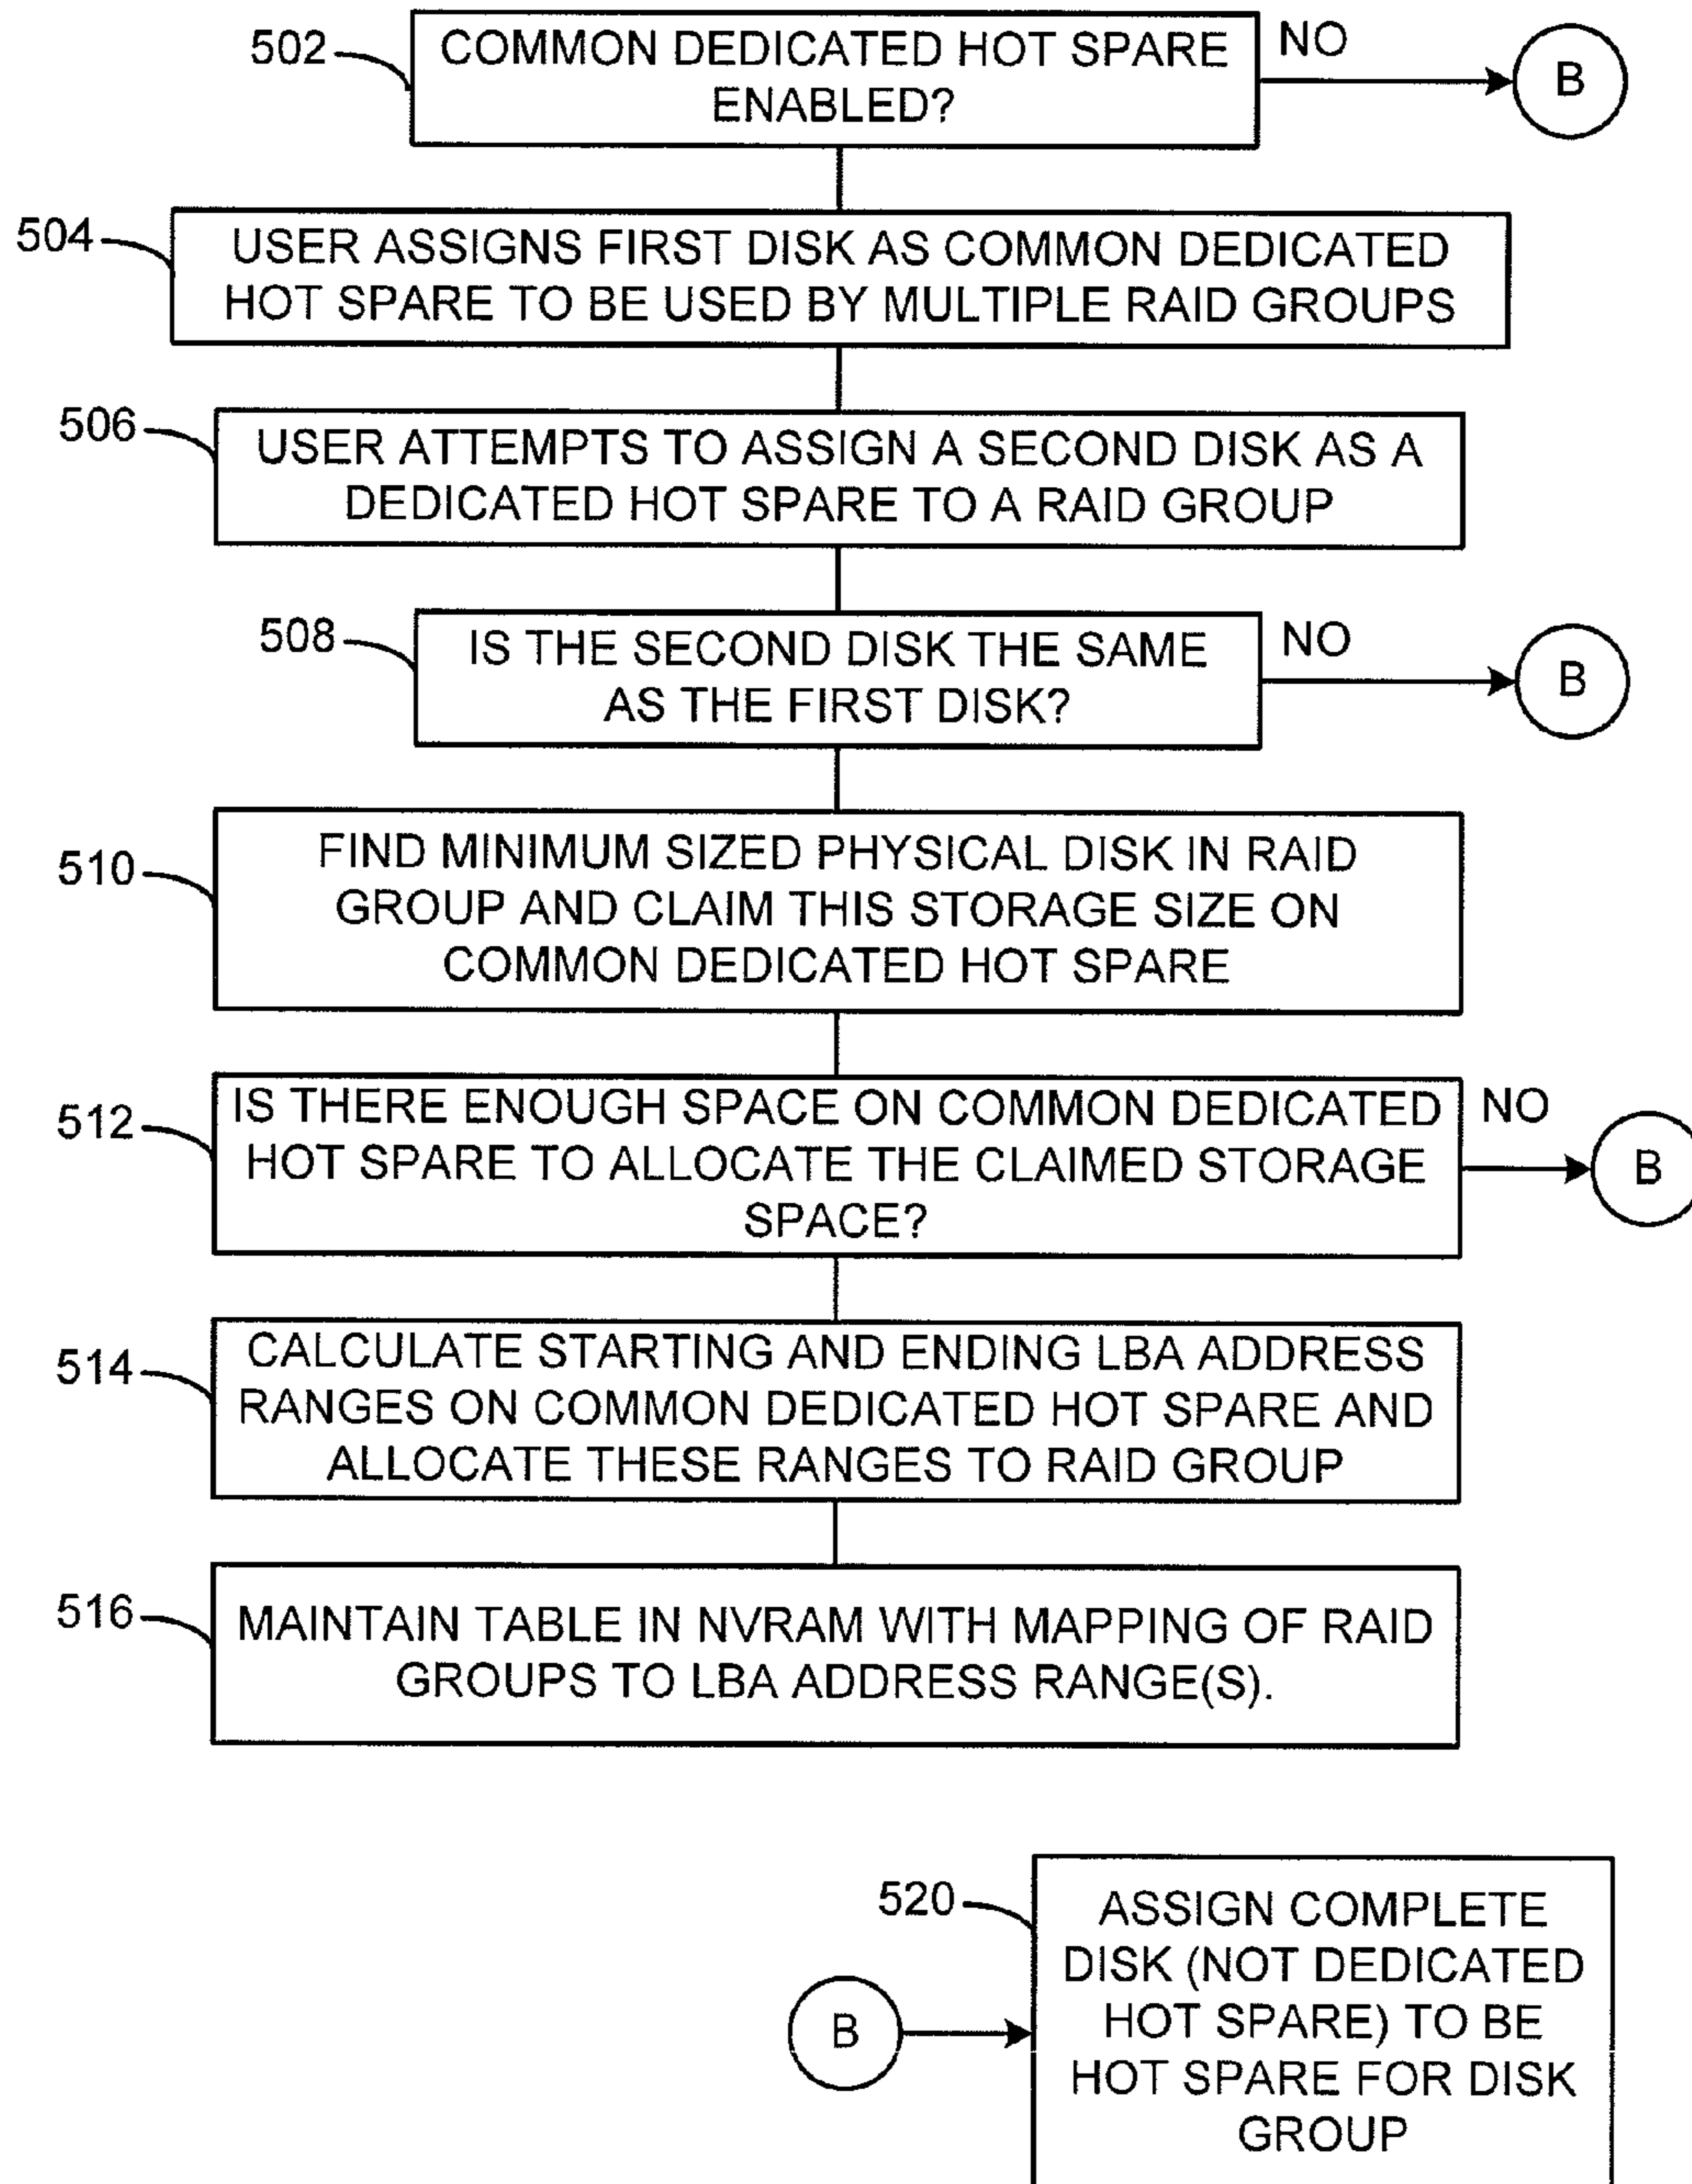 502
COMMON DEDICATED HOT SPARE
ENABLED?
NO
B
504
USER ASSIGNS FIRST DISK AS COMMON DEDICATED
HOT SPARE TO BE USED BY MULTIPLE RAID GROUPS
506
USER ATTEMPTS TO ASSIGN A SECOND DISK AS A
DEDICATED HOT SPARE TO A RAID GROUP
508
IS THE SECOND DISK THE SAME
AS THE FIRST DISK?
NO
B
510
FIND MINIMUM SIZED PHYSICAL DISK IN RAID
GROUP AND CLAIM THIS STORAGE SIZE ON
COMMON DEDICATED HOT SPARE
512
IS THERE ENOUGH SPACE ON COMMON DEDICATED
HOT SPARE TO ALLOCATE THE CLAIMED STORAGE
SPACE?
NO
B
514
CALCULATE STARTING AND ENDING LBA ADDRESS
RANGES ON COMMON DEDICATED HOT SPARE AND
ALLOCATE THESE RANGES TO RAID GROUP
516
MAINTAIN TABLE IN NVRAM WITH MAPPING OF RAID
GROUPS TO LBA ADDRESS RANGE(S).
520
B
ASSIGN COMPLETE
DISK (NOT DEDICATED
HOT SPARE) TO BE
HOT SPARE FOR DISK
GROUP